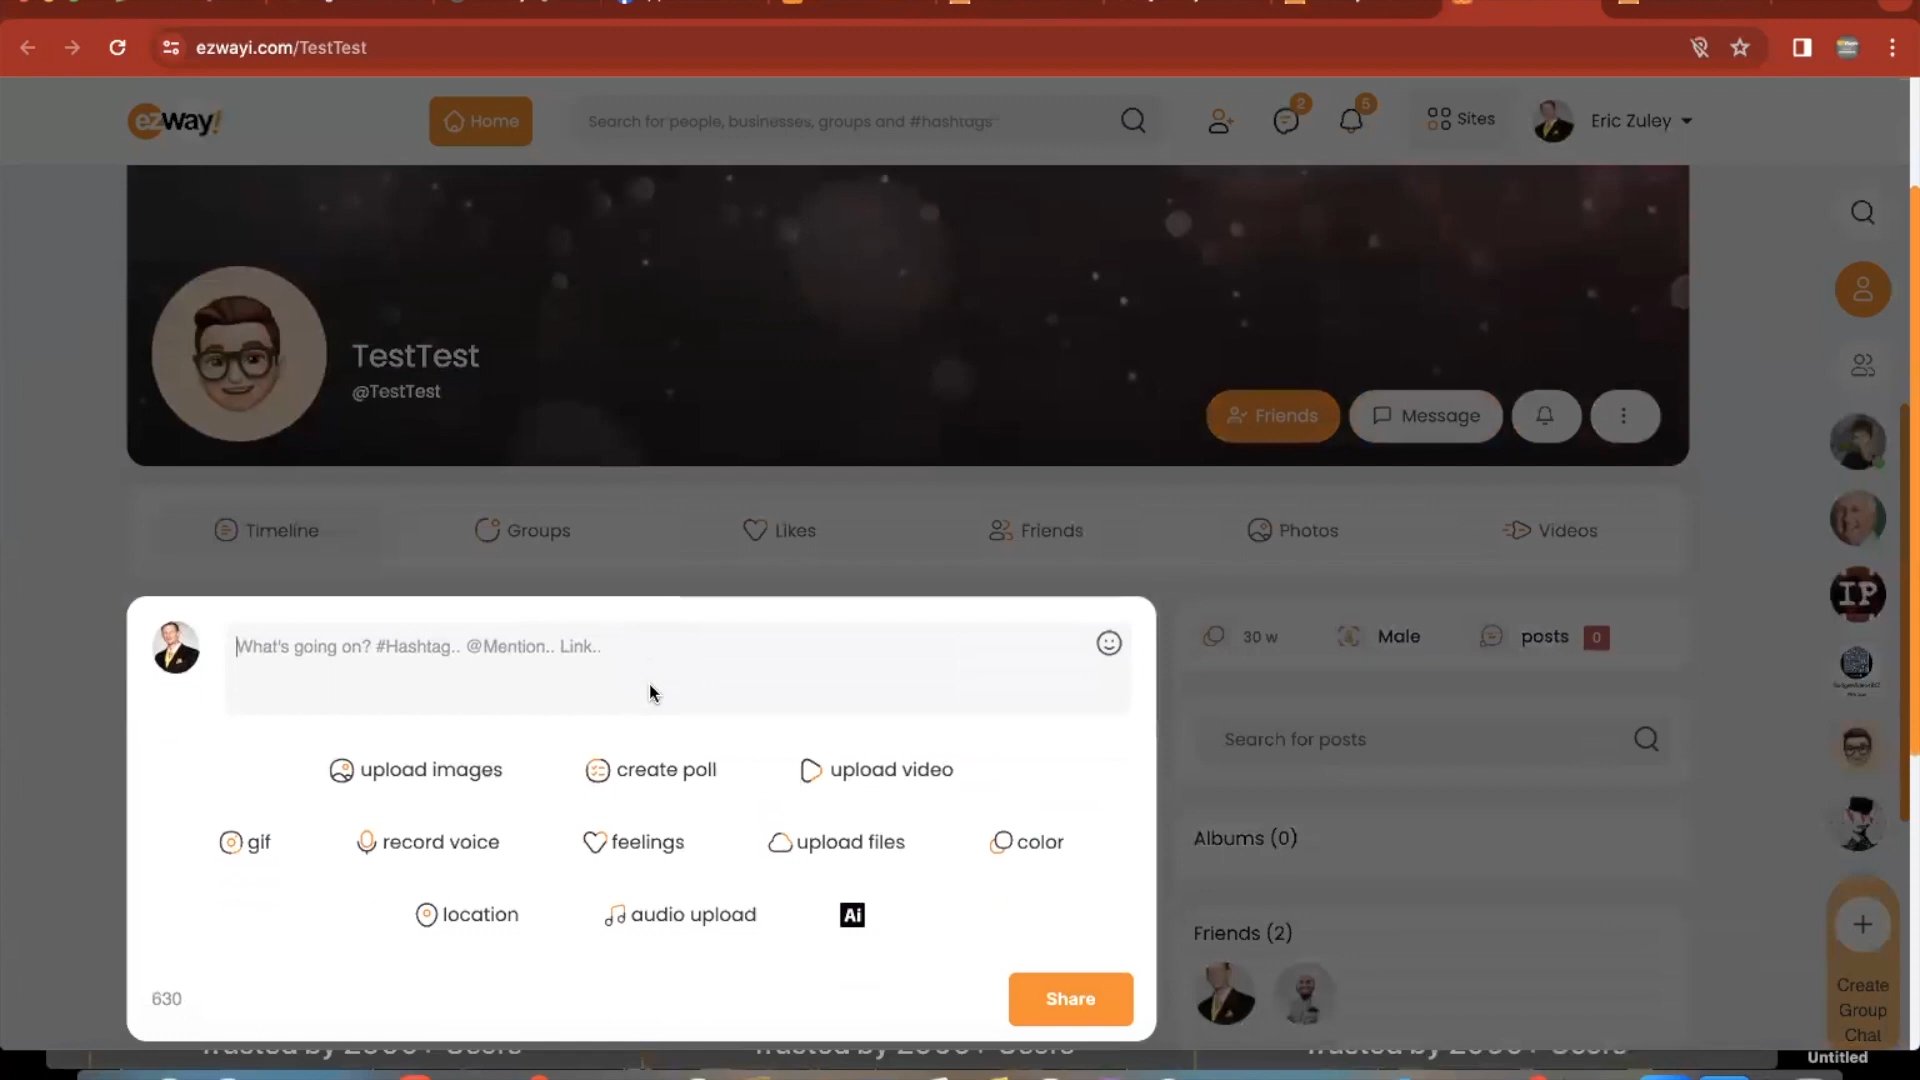 ezwayi.com/TestTest
ezway!
Home
Search for people, businesses, groups and #hashtags
2
5
Sites
Eric Zuley
TestTest
@TestTest
Friends
Message
Timeline
Groups
Likes
Friends
Photos
Videos
What's going on? #Hashtag.. @Mention.. Link..
30 w
Male
posts
0
IP
upload images
create poll
upload video
Search for posts
gif
record voice
feelings
upload files
color
Albums (0)
location
audio upload
Ai
Friends (2)
630
Share
Create
Group
Chat
Untitled